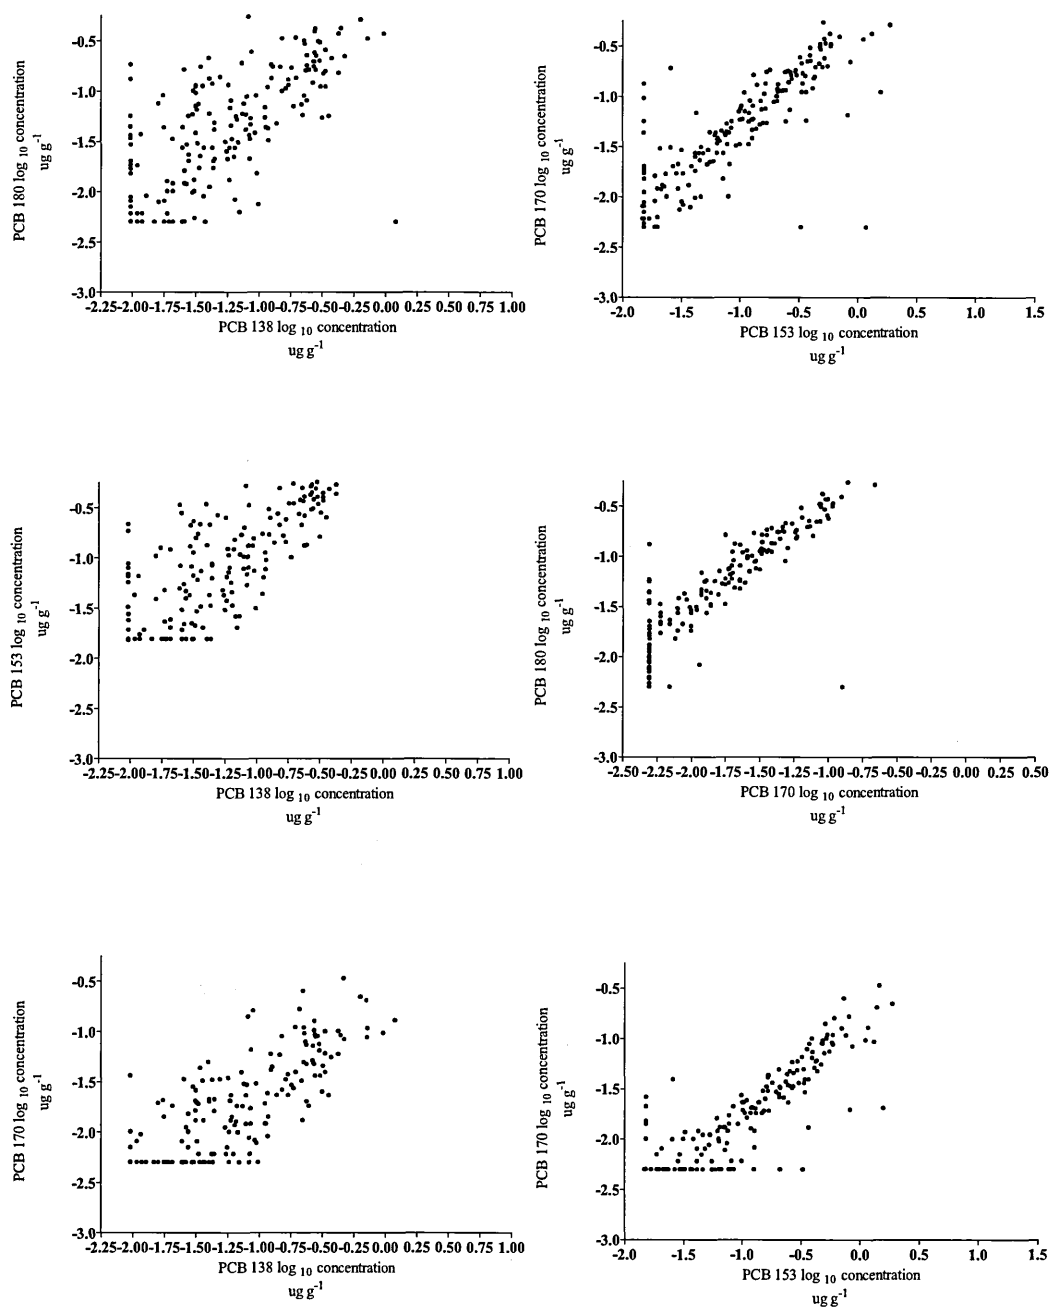 PCB 180 log 10 concentration
ug g-1
-0.5
-1.0
-1.5
-2.0
-2.5
-3.0
-2.25-2.00-1.75-1.50-1.25-1.00-0.75-0.50-0.25 0.00 0.25 0.50 0.75 1.00
PCB 138 log 10 concentration
ug g-1
PCB 170 log 10 concentration
ug g-1
-0.5
-1.0
-1.5
-2.0
-2.5
-3.0
-2.0 -1.5 -1.0 -0.5 0.0 0.5 1.0 1.5
PCB 153 log 10 concentration
ug g-1
PCB 153 log 10 concentration
ug g-1
-0.5
-1.0
-1.5
-2.0
-2.5
-3.0
-2.25-2.00-1.75-1.50-1.25-1.00-0.75-0.50-0.25 0.00 0.25 0.50 0.75 1.00
PCB 138 log 10 concentration
ug g-1
PCB 180 log 10 concentration
ug g-1
-0.5
-1.0
-1.5
-2.0
-2.5
-3.0
-2.50 -2.25 -2.00 -1.75 -1.50 -1.25 -1.00 -0.75 -0.50 -0.25 0.00 0.25 0.50
PCB 170 log 10 concentration
ug g-1
PCB 170 log 10 concentration
ug g-1
-0.5
-1.0
-1.5
-2.0
-2.5
-3.0
-2.25-2.00-1.75-1.50-1.25-1.00-0.75-0.50-0.25 0.00 0.25 0.50 0.75 1.00
PCB 138 log 10 concentration
ug g-1
PCB 170 log 10 concentration
ug g-1
-0.5
-1.0
-1.5
-2.0
-2.5
-3.0
-2.0 -1.5 -1.0 -0.5 0.0 0.5 1.0 1.5
PCB 153 log 10 concentration
ug g-1